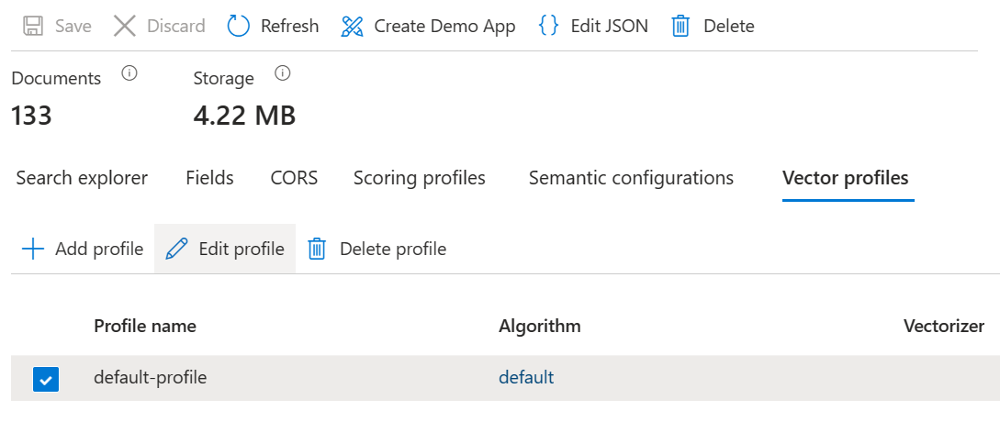 Save Discard Refresh Create Demo App Edit JSON Delete
Documents Storage
133 4.22 MB
Search explorer Fields CORS Scoring profiles Semantic configurations Vector profiles
Add profile Edit profile Delete profile
Profile name Algorithm Vectorizer
default-profile default